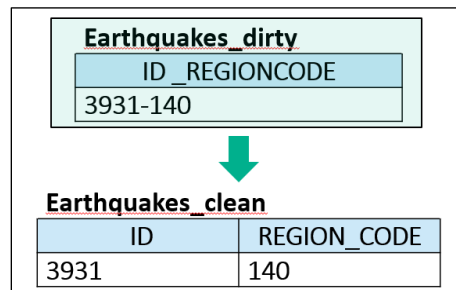 Earthquakes_dirty
ID _REGIONCODE
3931-140
Earthquakes_clean
ID REGION_CODE
3931 140